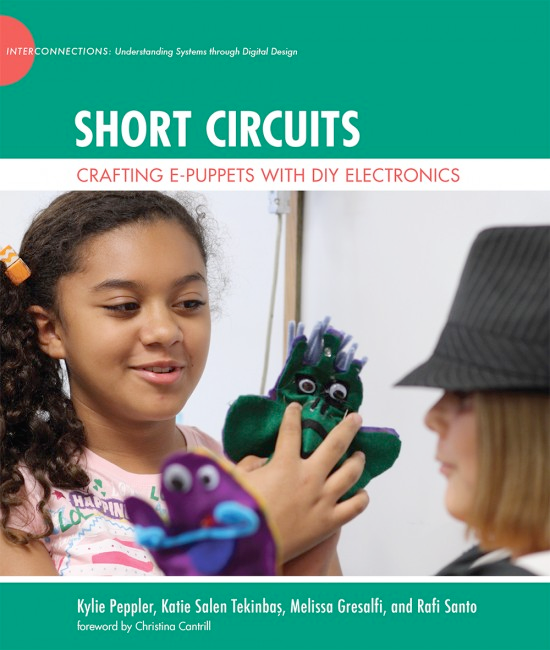 INTERCONNECTIONS: Understanding Systems through Digital Design
SHORT CIRCUITS
CRAFTING E-PUPPETS WITH DIY ELECTRONICS
HAPPIN
LO
Kylie Peppler, Katie Salen Tekinbaş, Melissa Gresalfi, and Rafi Santo
foreword by Christina Cantrill